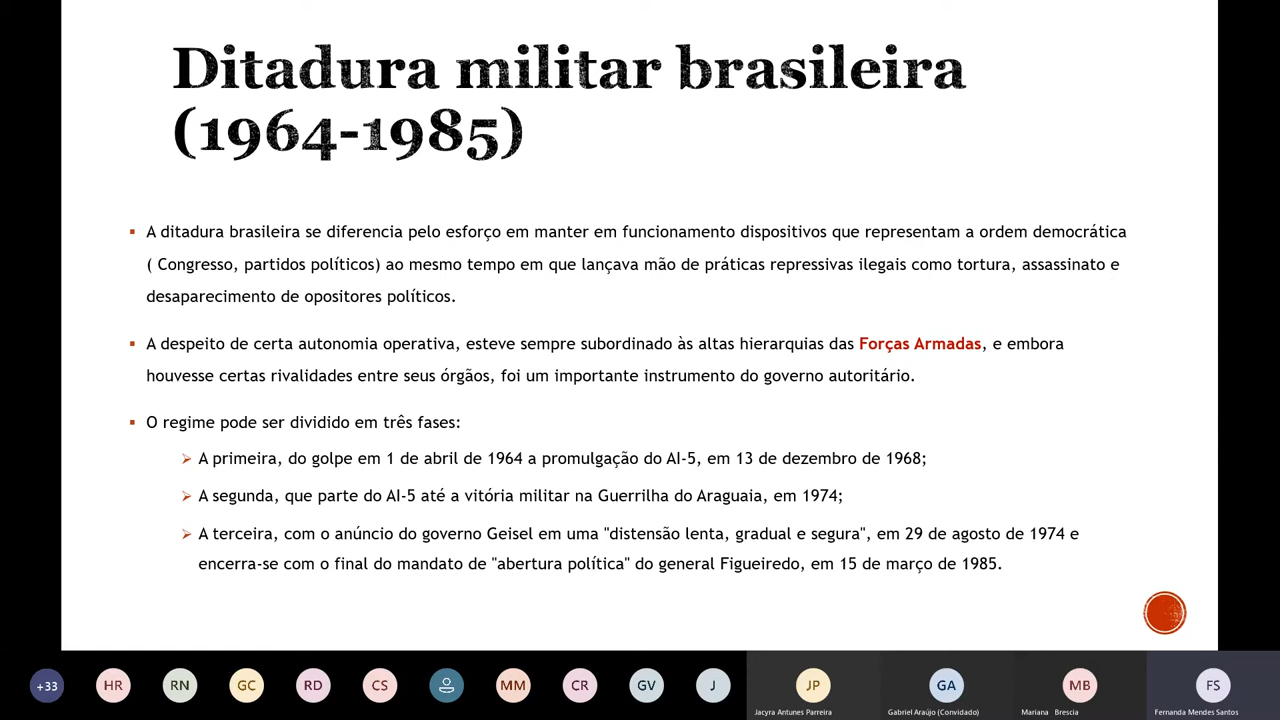 Ditadura militar brasileira
(1964-1985)
▪ A ditadura brasileira se diferencia pelo esforço em manter em funcionamento dispositivos que representam a ordem democrática
( Congresso, partidos políticos) ao mesmo tempo em que lançava mão de práticas repressivas ilegais como tortura, assassinato e
desaparecimento de opositores políticos.
▪ A despeito de certa autonomia operativa, esteve sempre subordinado às altas hierarquias das Forças Armadas, e embora
houvesse certas rivalidades entre seus órgãos, foi um importante instrumento do governo autoritário.
▪ O regime pode ser dividido em três fases:
➢ A primeira, do golpe em 1 de abril de 1964 a promulgação do AI-5, em 13 de dezembro de 1968;
➢ A segunda, que parte do AI-5 até a vitória militar na Guerrilha do Araguaia, em 1974;
➢ A terceira, com o anúncio do governo Geisel em uma "distensão lenta, gradual e segura", em 29 de agosto de 1974 e
encerra-se com o final do mandato de "abertura política" do general Figueiredo, em 15 de março de 1985.
+33 HR RN GC RD CS MM CR GV J JP GA MB FS
Jacyra Antunes Parreira Gabriel Araújo (Convidado) Mariana Brescia Fernanda Mendes Santos